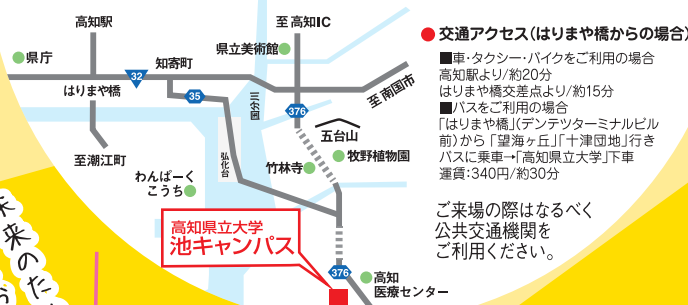 高知駅
至高知IC
県庁
県立美術館
知寄町
32
はりまや橋
35
376
三公園
至南国市
五台山
至潮江町
弘化台
竹林寺
牧野植物園
わんぱーく
こうち
高知県立大学
池キャンパス
376
高知
医療センター
未来のた
● 交通アクセス(はりまや橋からの場合)
■車・タクシー・バイクをご利用の場合
高知駅より/約20分
はりまや橋交差点より/約15分
■バスをご利用の場合
「はりまや橋」(デンテツターミナルビル
前)から「望海ヶ丘」「十津団地」行き
バスに乗車→「高知県立大学」下車
運賃:340円/約30分
ご来場の際はなるべく
公共交通機関を
ご利用ください。